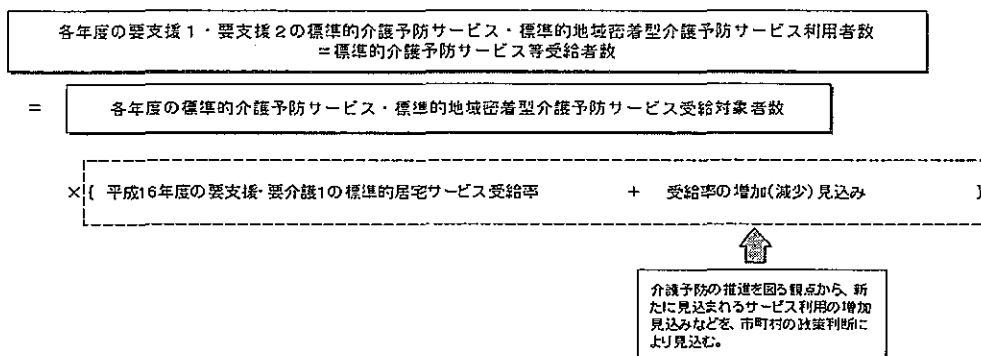 各年度の要支援1・要支援2の標準的介護予防サービス・標準的地域密着型介護予防サービス利用者数
=標準的介護予防サービス等受給者数
= 各年度の標準的介護予防サービス・標準的地域密着型介護予防サービス受給対象者数
×{ 平成16年度の要支援・要介護1の標準的居宅サービス受給率 + 受給率の増加(減少)見込み }
介護予防の推進を図る観点から、新
たに見込まれるサービス利用の増加
見込みなどを、市町村の政策判断に
より見込む。